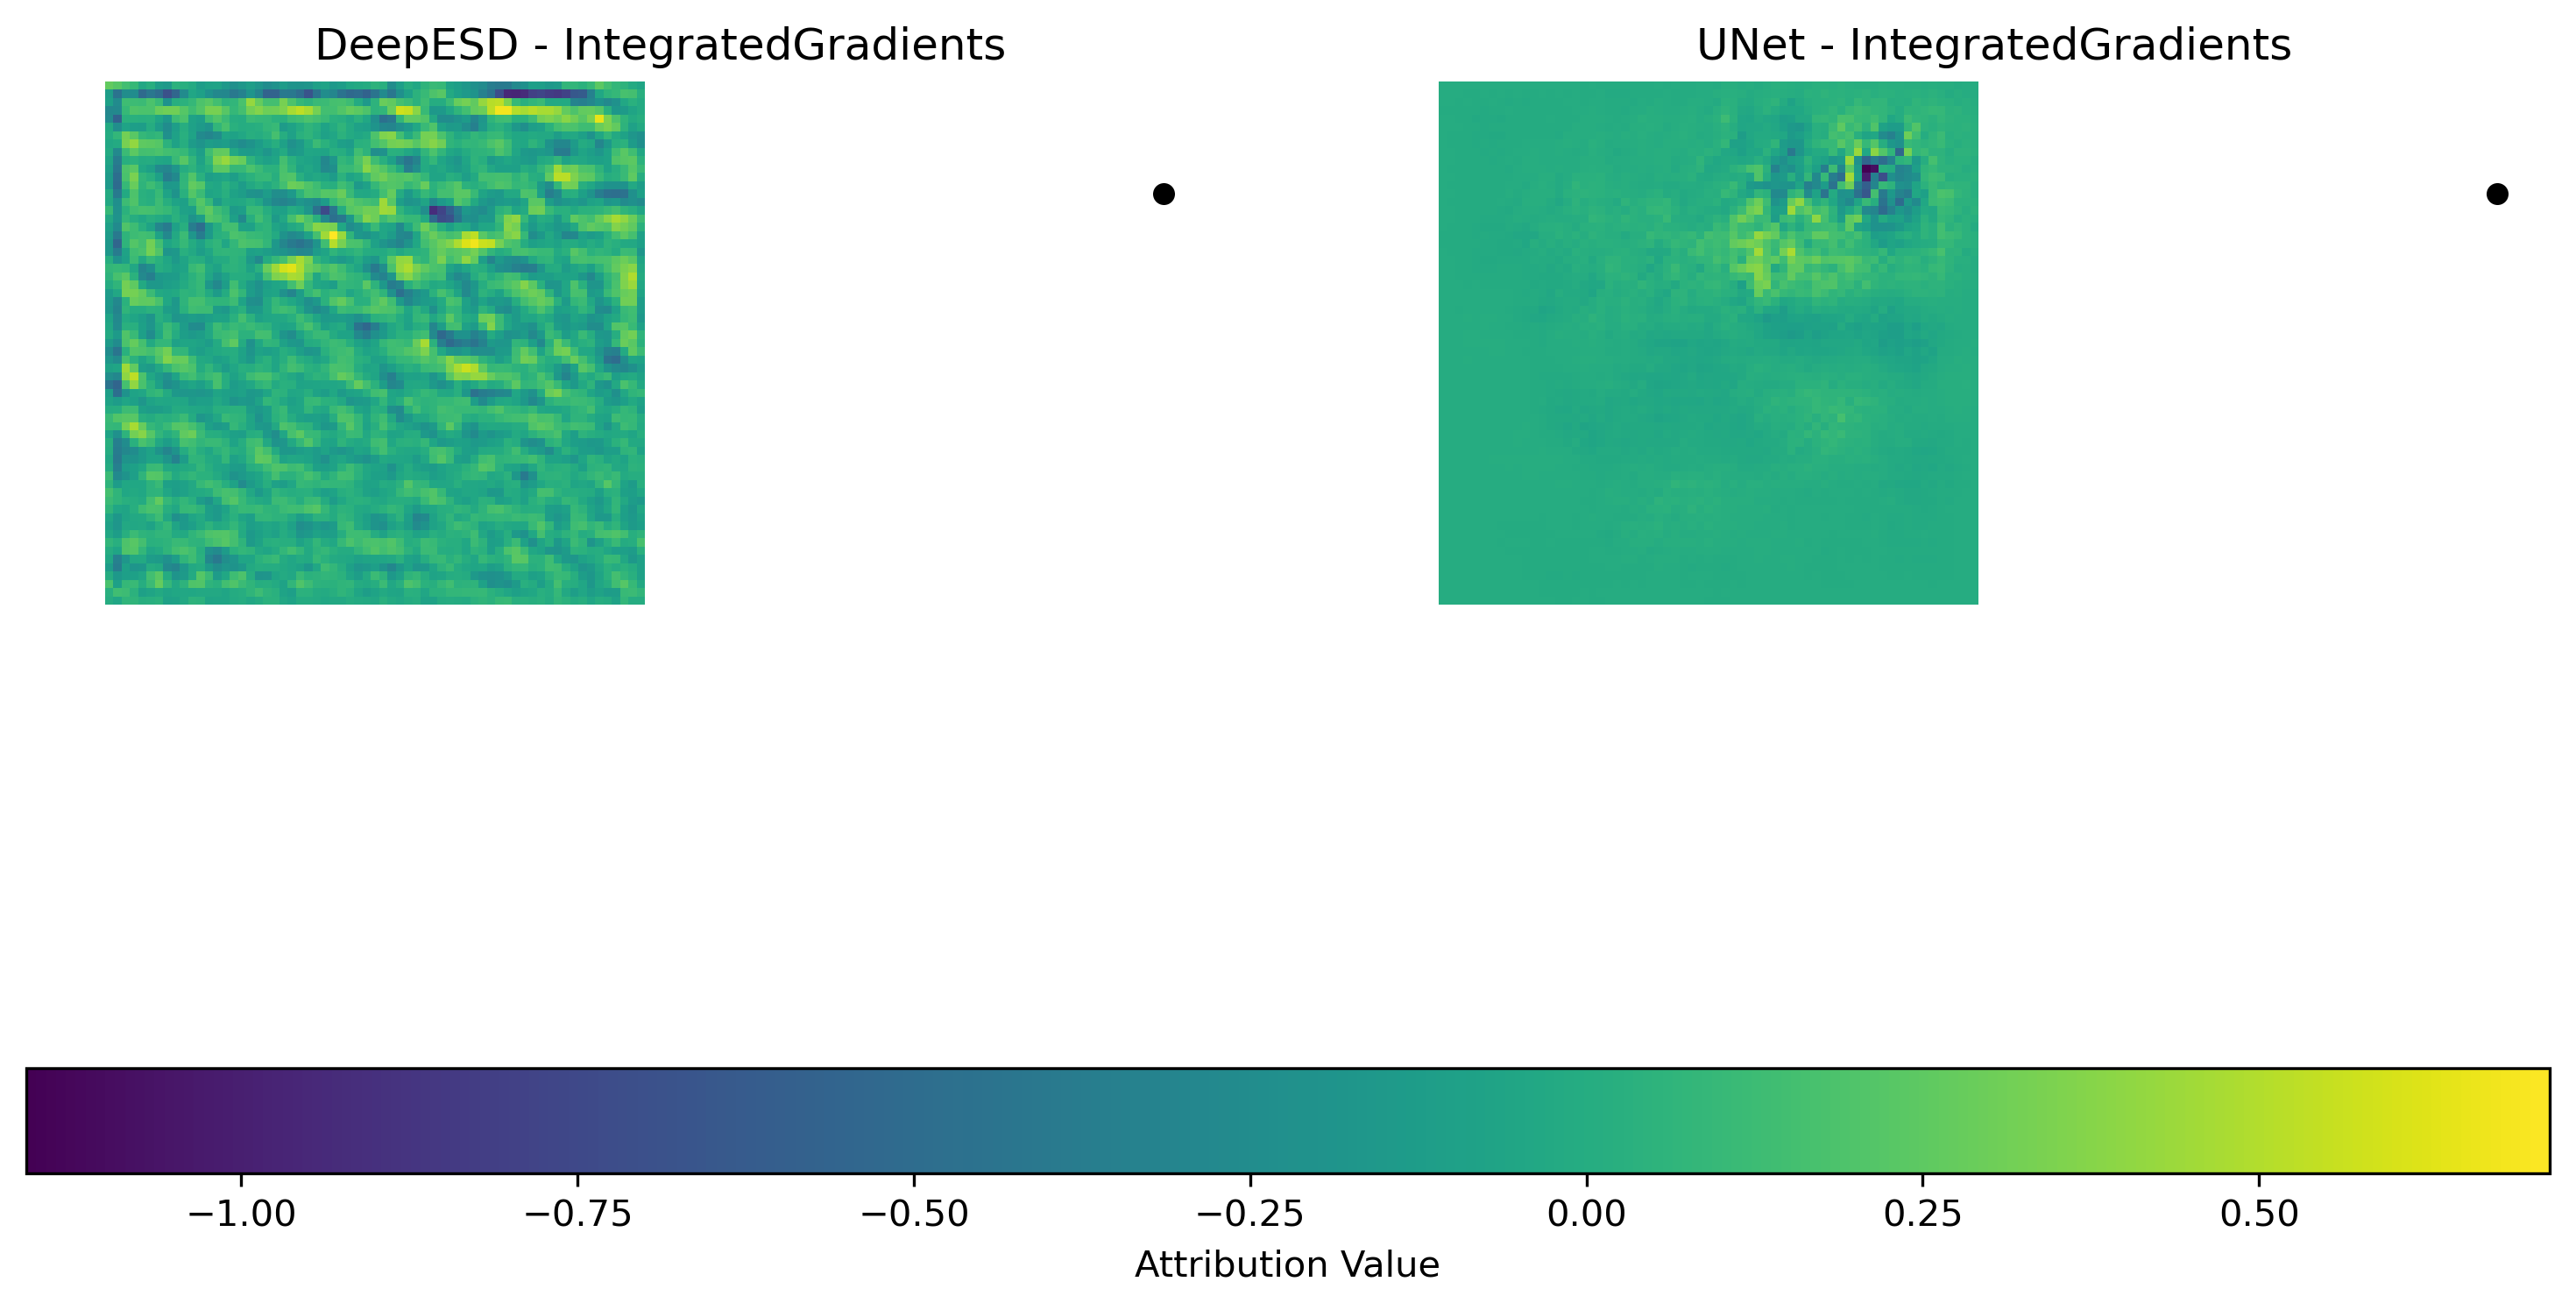 DeepESD - IntegratedGradients
UNet - IntegratedGradients
−1.00 −0.75 −0.50 −0.25 0.00 0.25 0.50
Attribution Value